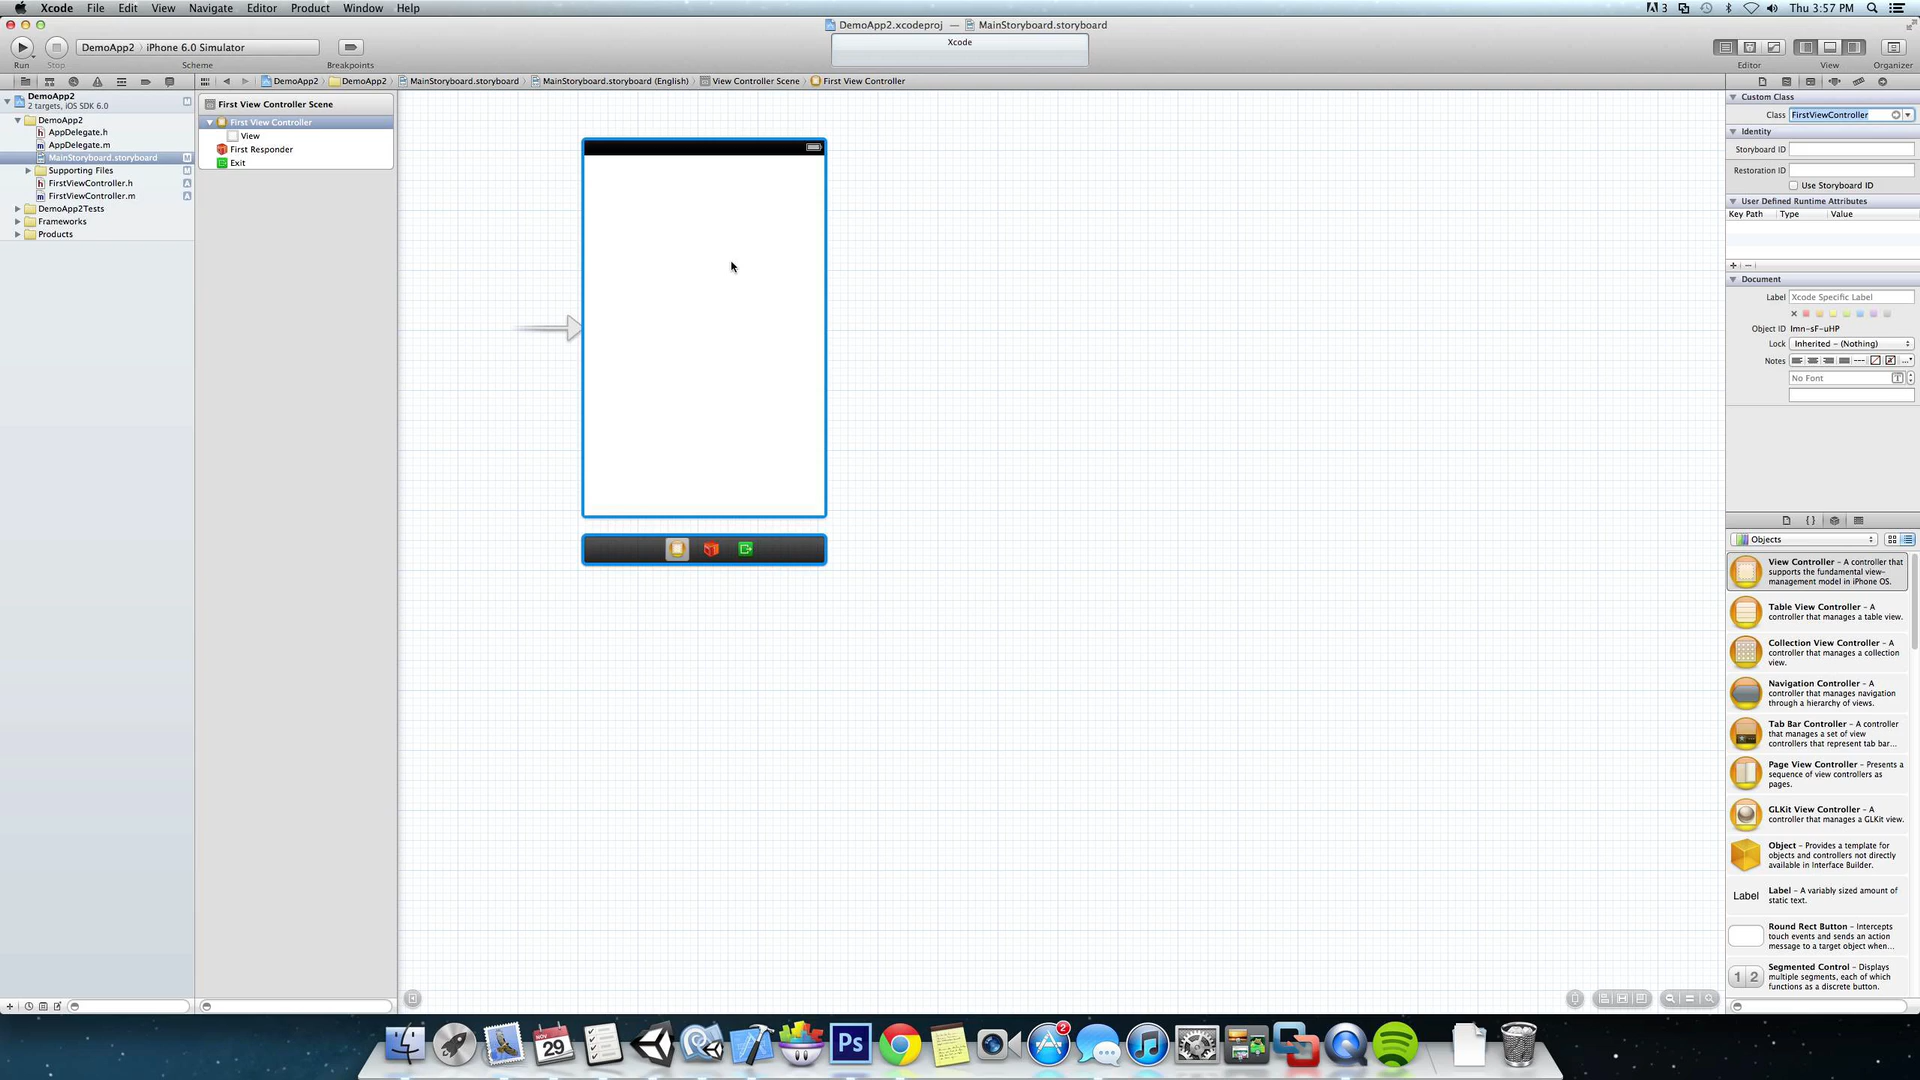 Xcode File Edit View Navigate Editor Product Window Help
3 Thu 3:57 PM
DemoApp2.xcodeproj — MainStoryboard.storyboard
DemoApp2 › iPhone 6.0 Simulator
Xcode
Run Stop Scheme Breakpoints Editor View Organizer
DemoApp2 DemoApp2 MainStoryboard.storyboard MainStoryboard.storyboard (English) View Controller Scene First View Controller
DemoApp2
2 targets, iOS SDK 6.0
M
DemoApp2
AppDelegate.h
AppDelegate.m
MainStoryboard.storyboard M
Supporting Files
FirstViewController.h A
FirstViewController.m A
DemoApp2Tests
Frameworks
Products
First View Controller Scene
First View Controller
View
First Responder
Exit
Custom Class
Class FirstViewController
Identity
Storyboard ID
Restoration ID
Use Storyboard ID
User Defined Runtime Attributes
Key Path Type Value
Document
Label Xcode Specific Label
Object ID lmn-sF-uHP
Lock Inherited - (Nothing)
Notes
No Font T
Objects
View Controller – A controller that
supports the fundamental view-
management model in iPhone OS.
Table View Controller – A
controller that manages a table view.
Collection View Controller – A
controller that manages a collection
view.
Navigation Controller – A
controller that manages navigation
through a hierarchy of views.
Tab Bar Controller – A controller
that manages a set of view
controllers that represent tab bar...
Page View Controller – Presents a
sequence of view controllers as
pages.
GLKit View Controller – A
controller that manages a GLKit view.
Object – Provides a template for
objects and controllers not directly
available in Interface Builder.
Label Label – A variably sized amount of
static text.
Round Rect Button – Intercepts
touch events and sends an action
message to a target object when...
1 2 Segmented Control – Displays
multiple segments, each of which
functions as a discrete button.
NOV
29
Ps
2